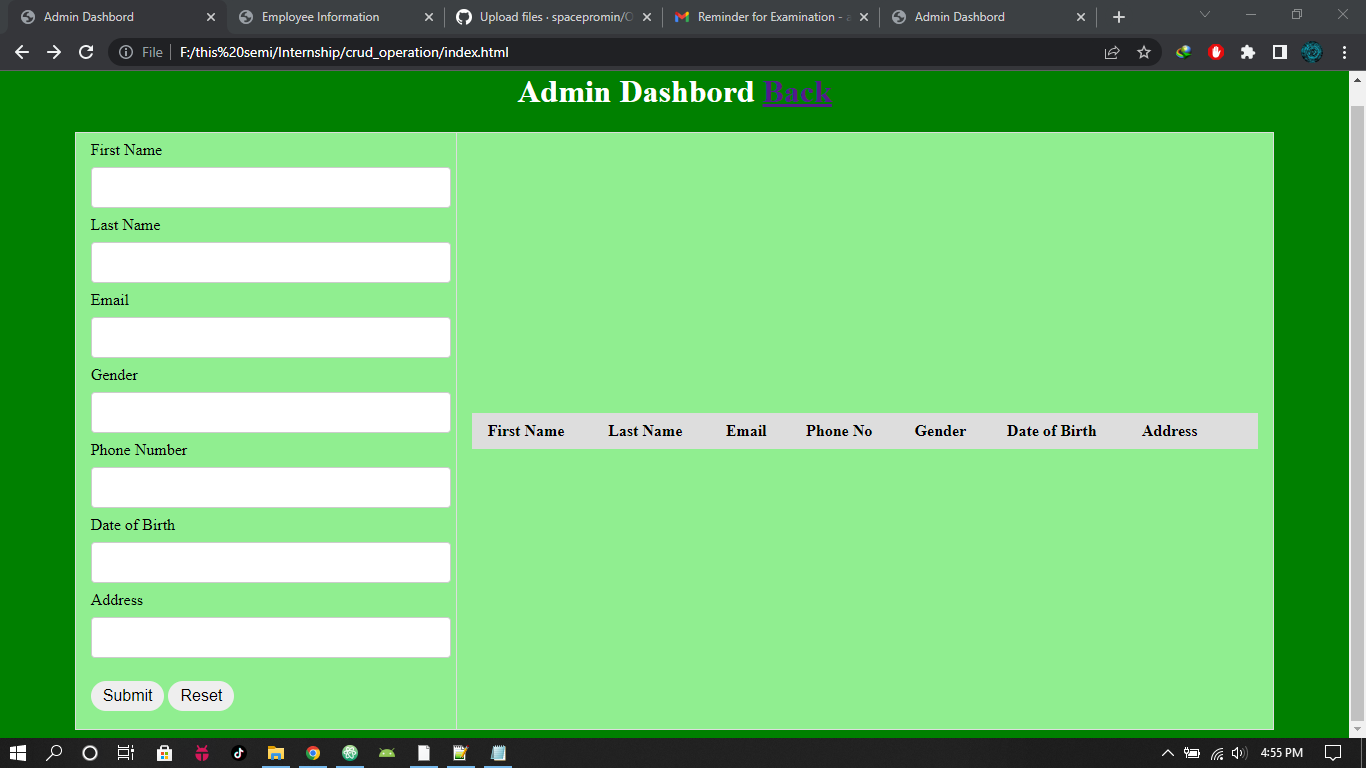 Admin Dashbord
Employee Information
Upload files · spacepromin/
Reminder for Examination -
Admin Dashbord
File
F:/this%20semi/Internship/crud_operation/index.html
Admin Dashbord Back
First Name
Last Name
Email
Gender
Phone Number
Date of Birth
Address
Submit Reset
First Name Last Name Email Phone No Gender Date of Birth Address
4:55 PM